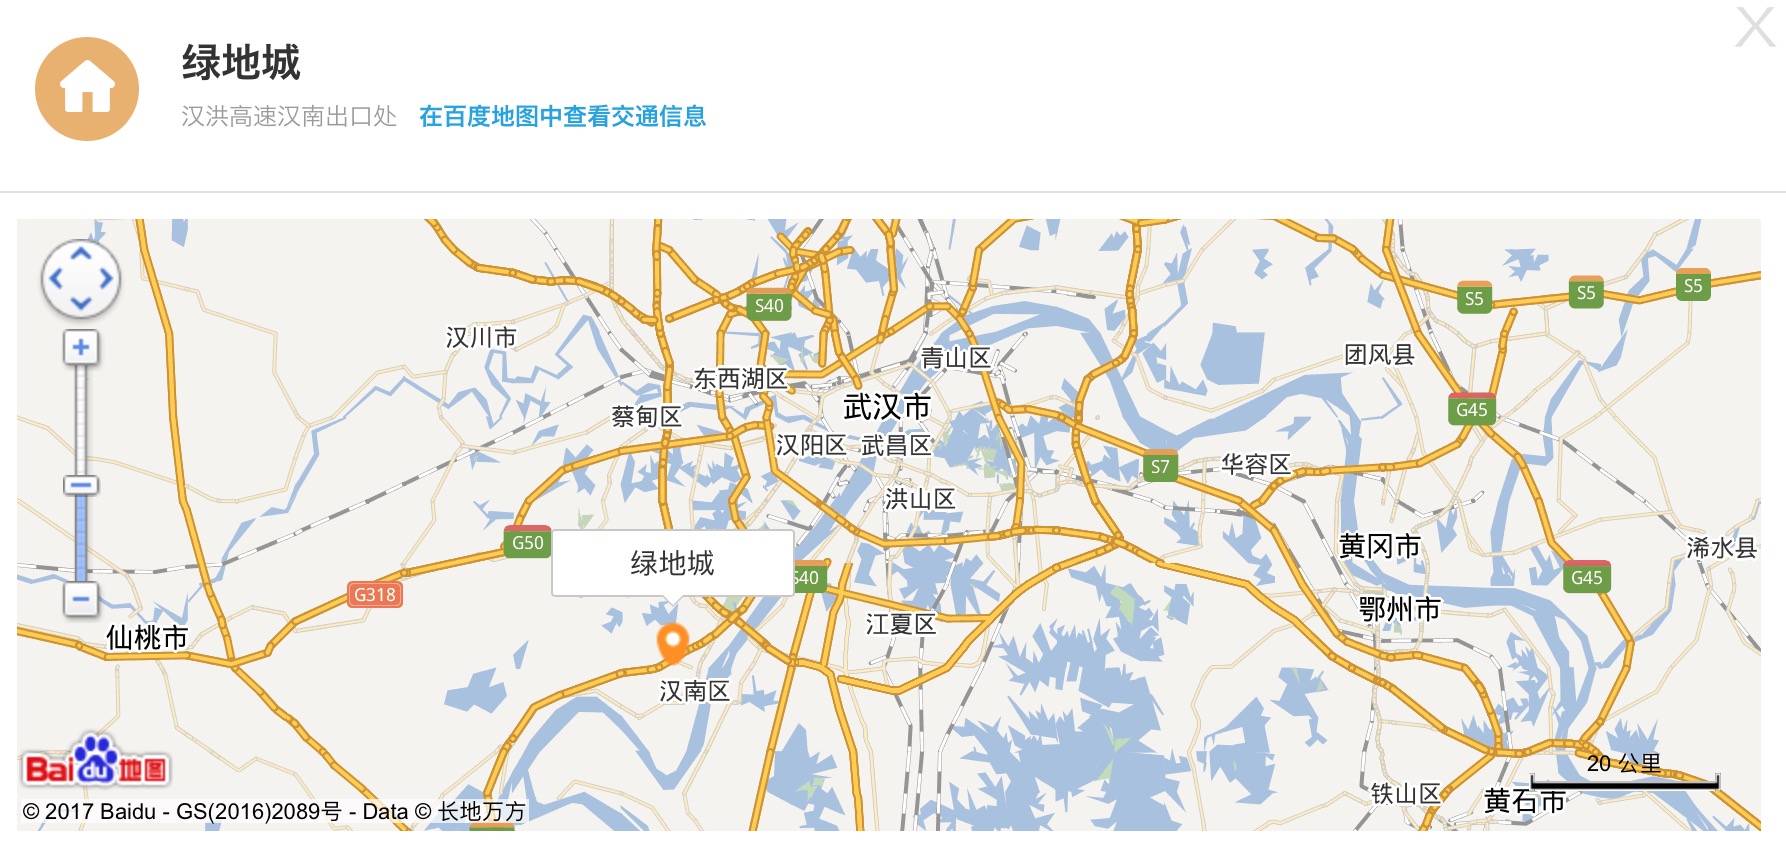 绿地城
X
汉洪高速汉南出口处 在百度地图中查看交通信息
S5
S5
S5
S40
汉川市
团风县
青山区
东西湖区
武汉市
G45
蔡甸区
汉阳区 武昌区
S7
华容区
洪山区
G50
黄冈市
浠水县
绿地城
S40
G45
G318
鄂州市
江夏区
仙桃市
汉南区
Bai du 地图
20 公里
铁山区
黄石市
© 2017 Baidu - GS(2016)2089号 - Data © 长地万方